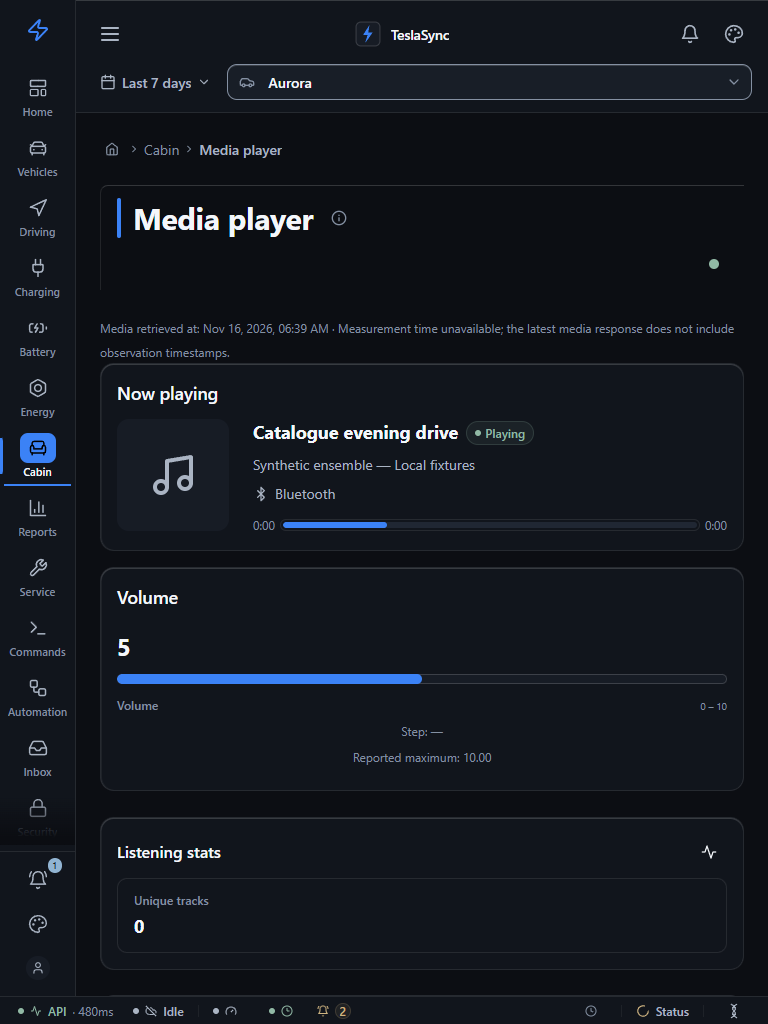 TeslaSync
Last 7 days
Aurora
Home
Vehicles
Driving
Charging
Battery
Energy
Cabin
Reports
Service
Commands
Automation
Inbox
Security
1
Cabin
Media player
Media player
Media retrieved at: Nov 16, 2026, 06:39 AM · Measurement time unavailable; the latest media response does not include
observation timestamps.
Now playing
Catalogue evening drive
Playing
Synthetic ensemble — Local fixtures
Bluetooth
0:00
0:00
Volume
5
Volume
0 – 10
Step: —
Reported maximum: 10.00
Listening stats
Unique tracks
0
API · 480ms
Idle
2
Status